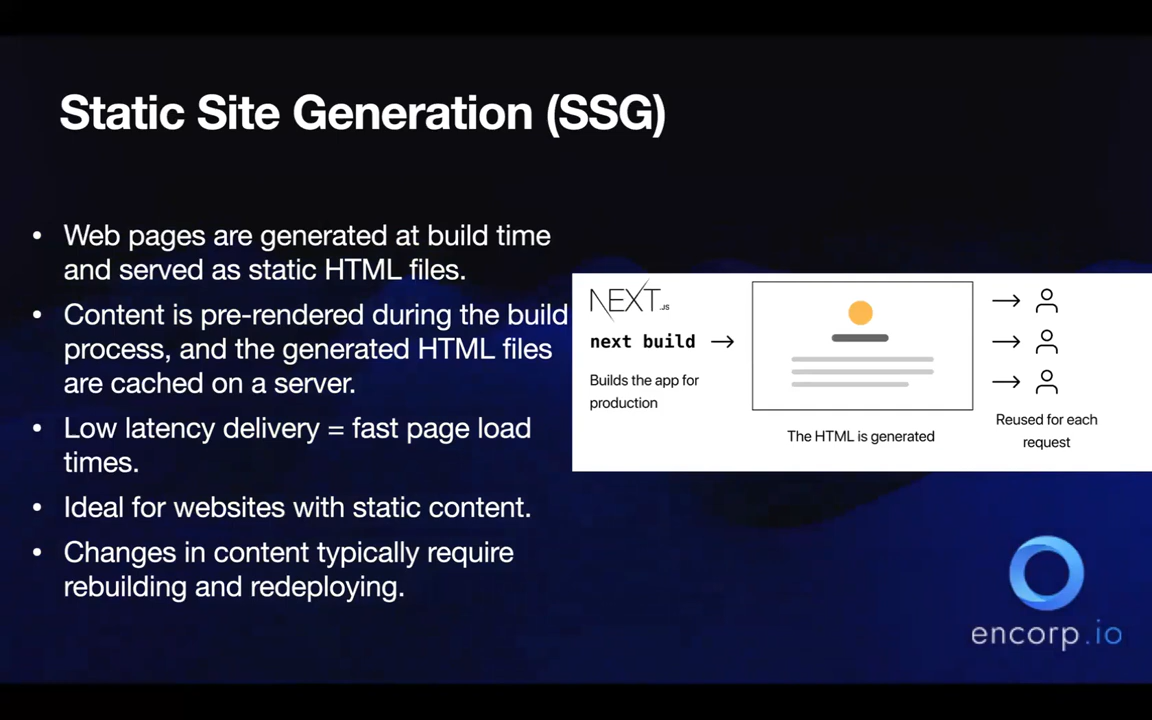 Static Site Generation (SSG)
• Web pages are generated at build time
and served as static HTML files.
• Content is pre-rendered during the build
process, and the generated HTML files
are cached on a server.
• Low latency delivery = fast page load
times.
• Ideal for websites with static content.
• Changes in content typically require
rebuilding and redeploying.
NEXT.JS
next build
Builds the app for
production
The HTML is generated
Reused for each
request
encorp.io